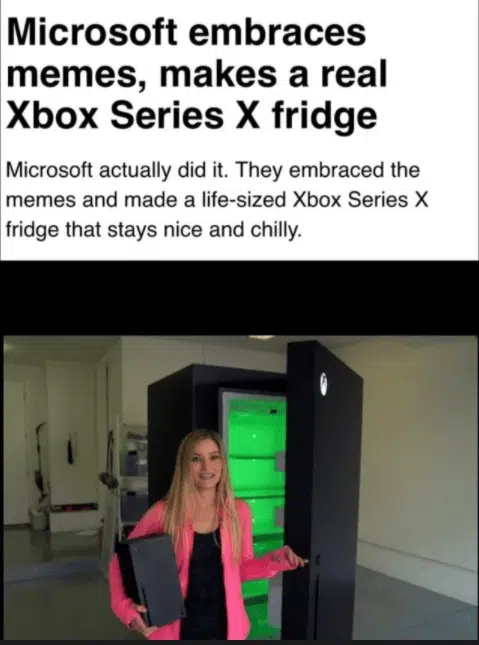 Microsoft embraces
memes, makes a real
Xbox Series X fridge
Microsoft actually did it. They embraced the
memes and made a life-sized Xbox Series X
fridge that stays nice and chilly.